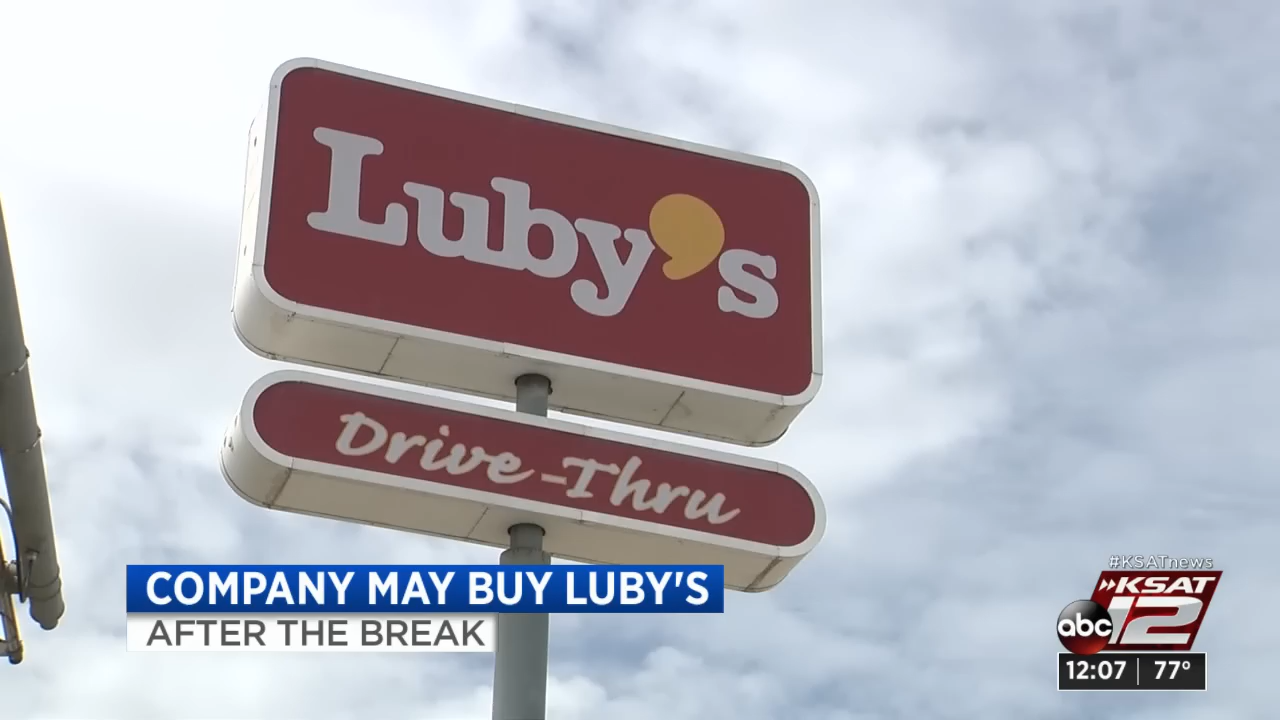 Luby's
Drive-Thru
COMPANY MAY BUY LUBY'S
AFTER THE BREAK
#KSATnews
KSAT
abc 12
12:07 77°